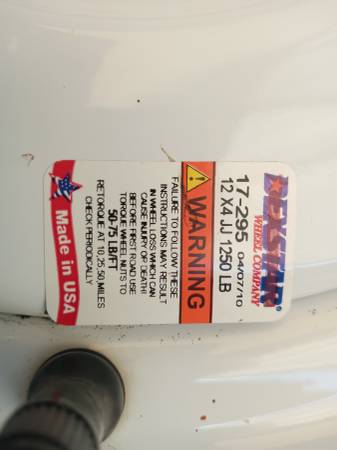 DEXSTAR®
WHEEL COMPANY
17-295 04/07/10
12 X4 JJ 1250 LB
WARNING
FAILURE TO FOLLOW THESE
INSTRUCTIONS MAY RESULT
IN WHEEL LOSS WHICH CAN
CAUSE INJURY OR DEATH!
BEFORE FIRST ROAD USE
TORQUE WHEEL NUTS TO
50-75 LB/FT
RETORQUE AT 10, 25, 50 MILES
CHECK PERIODICALLY
Made in USA